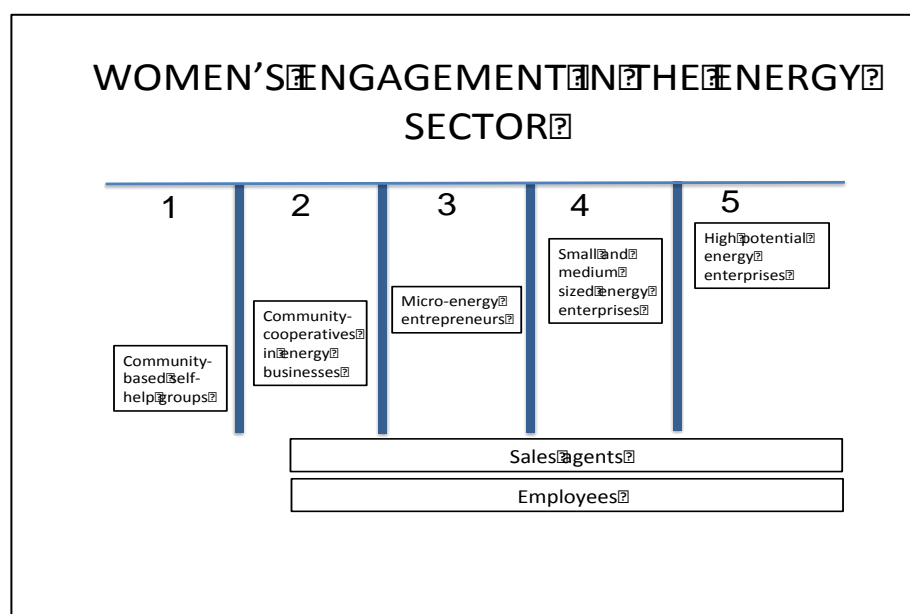 WOMEN’S⍰ENGAGEMENT⍰IN⍰THE⍰ENERGY⍰
SECTOR⍰
1
2
3
4
5
Community-
based⍰self-
help⍰groups⍰
Community-
cooperatives⍰
in⍰energy⍰
businesses⍰
Micro-energy⍰
entrepreneurs⍰
Small⍰and⍰
medium⍰
sized⍰energy⍰
enterprises⍰
High⍰potential⍰
energy⍰
enterprises⍰
Sales⍰agents⍰
Employees⍰